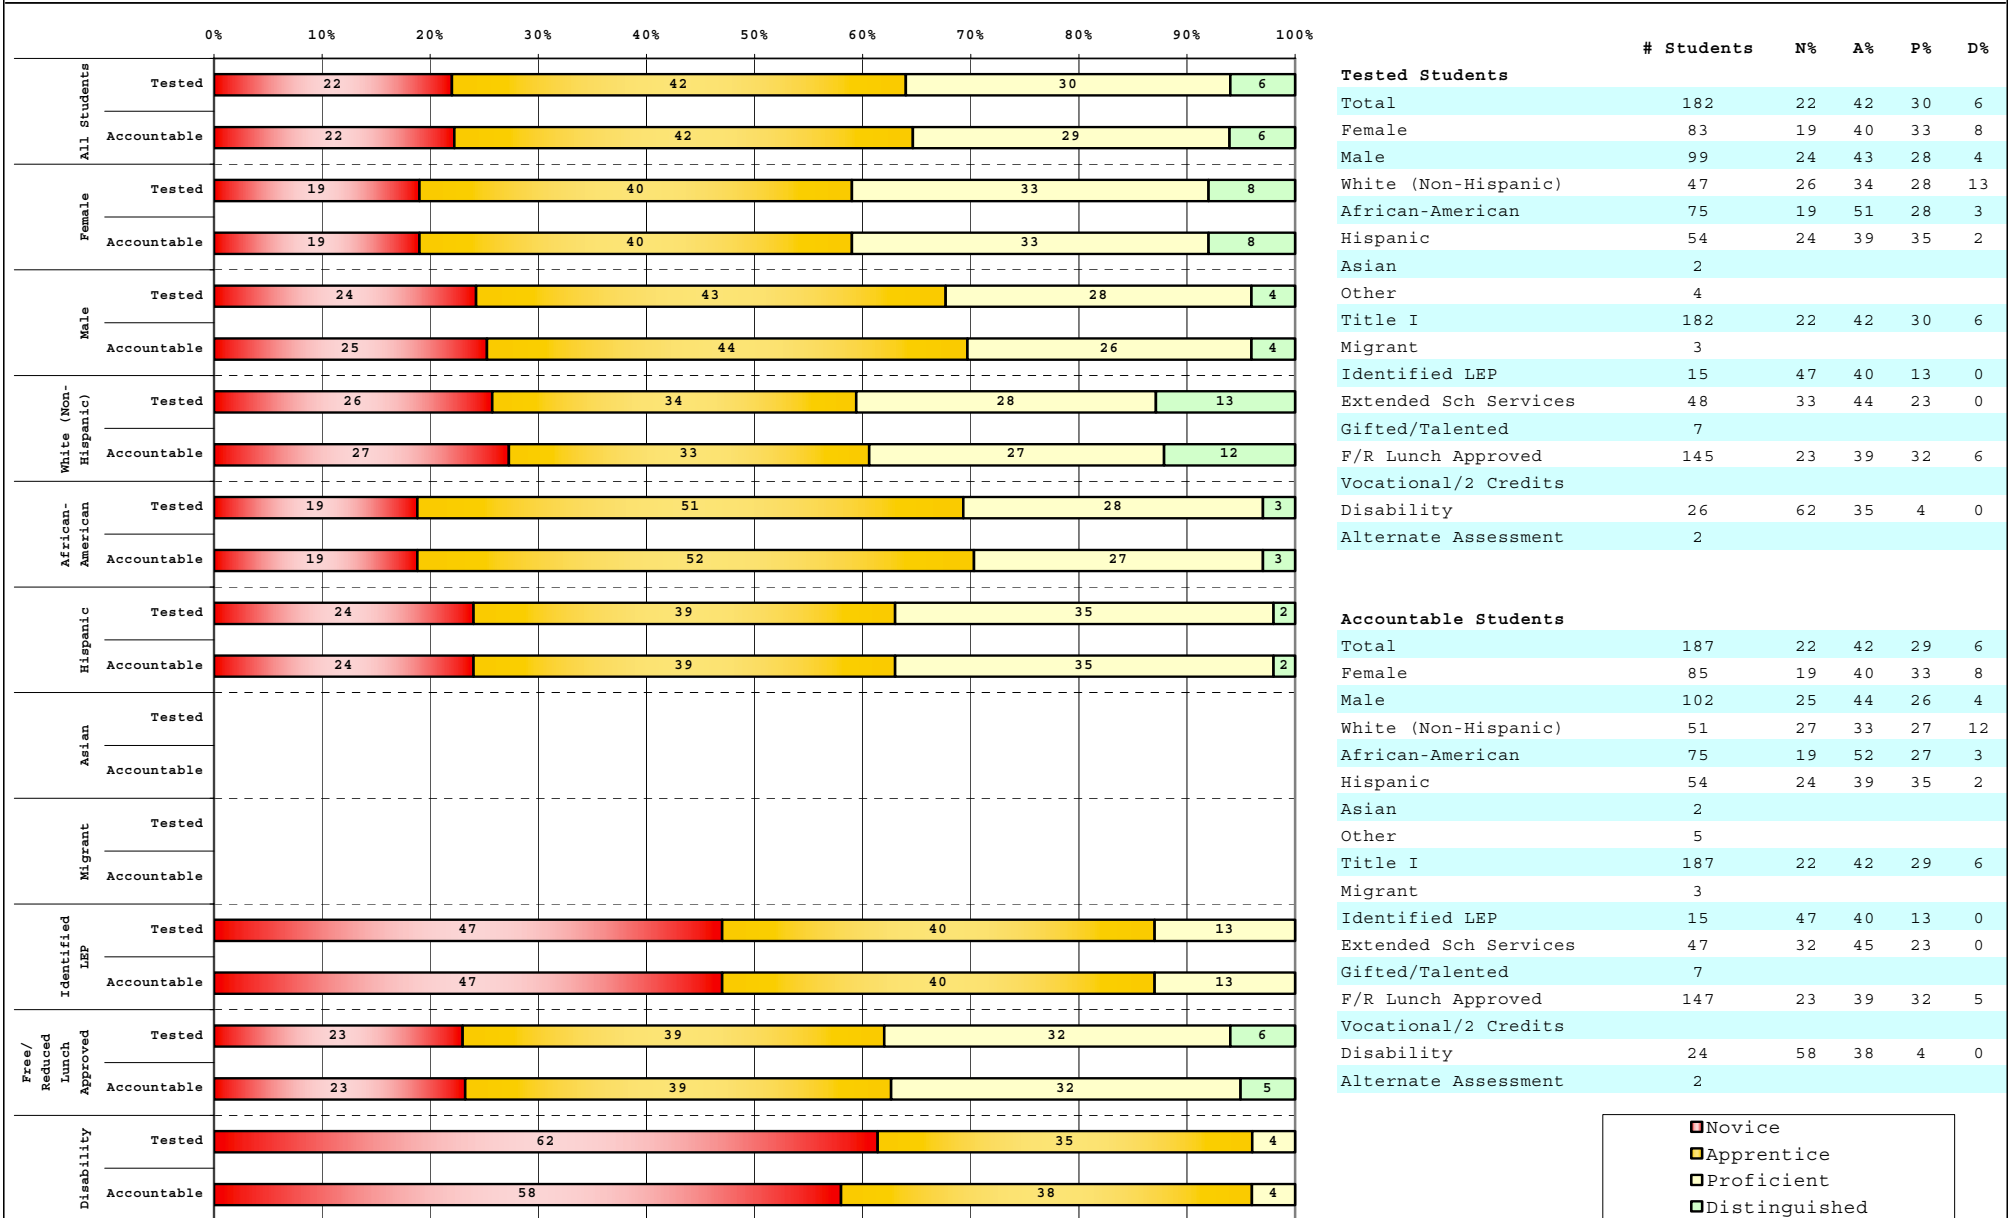 0% 10% 20% 30% 40% 50% 60% 70% 80% 90% 100%
All Students
Tested 22 42 30 6
Accountable 22 42 29 6
Female
Tested 19 40 33 8
Accountable 19 40 33 8
Male
Tested 24 43 28 4
Accountable 25 44 26 4
White (Non-
Hispanic)
Tested 26 34 28 13
Accountable 27 33 27 12
African-
American
Tested 19 51 28 3
Accountable 19 52 27 3
Hispanic
Tested 24 39 35 2
Accountable 24 39 35 2
Asian
Tested
Accountable
Migrant
Tested
Accountable
Identified
LEP
Tested 47 40 13
Accountable 47 40 13
Free/
Reduced
Lunch
Approved
Tested 23 39 32 6
Accountable 23 39 32 5
Disability
Tested 62 35 4
Accountable 58 38 4
# Students N% A% P% D%
Tested Students
Total 182 22 42 30 6
Female 83 19 40 33 8
Male 99 24 43 28 4
White (Non-Hispanic) 47 26 34 28 13
African-American 75 19 51 28 3
Hispanic 54 24 39 35 2
Asian 2
Other 4
Title I 182 22 42 30 6
Migrant 3
Identified LEP 15 47 40 13 0
Extended Sch Services 48 33 44 23 0
Gifted/Talented 7
F/R Lunch Approved 145 23 39 32 6
Vocational/2 Credits
Disability 26 62 35 4 0
Alternate Assessment 2
Accountable Students
Total 187 22 42 29 6
Female 85 19 40 33 8
Male 102 25 44 26 4
White (Non-Hispanic) 51 27 33 27 12
African-American 75 19 52 27 3
Hispanic 54 24 39 35 2
Asian 2
Other 5
Title I 187 22 42 29 6
Migrant 3
Identified LEP 15 47 40 13 0
Extended Sch Services 47 32 45 23 0
Gifted/Talented 7
F/R Lunch Approved 147 23 39 32 5
Vocational/2 Credits
Disability 24 58 38 4 0
Alternate Assessment 2
Novice
Apprentice
Proficient
Distinguished